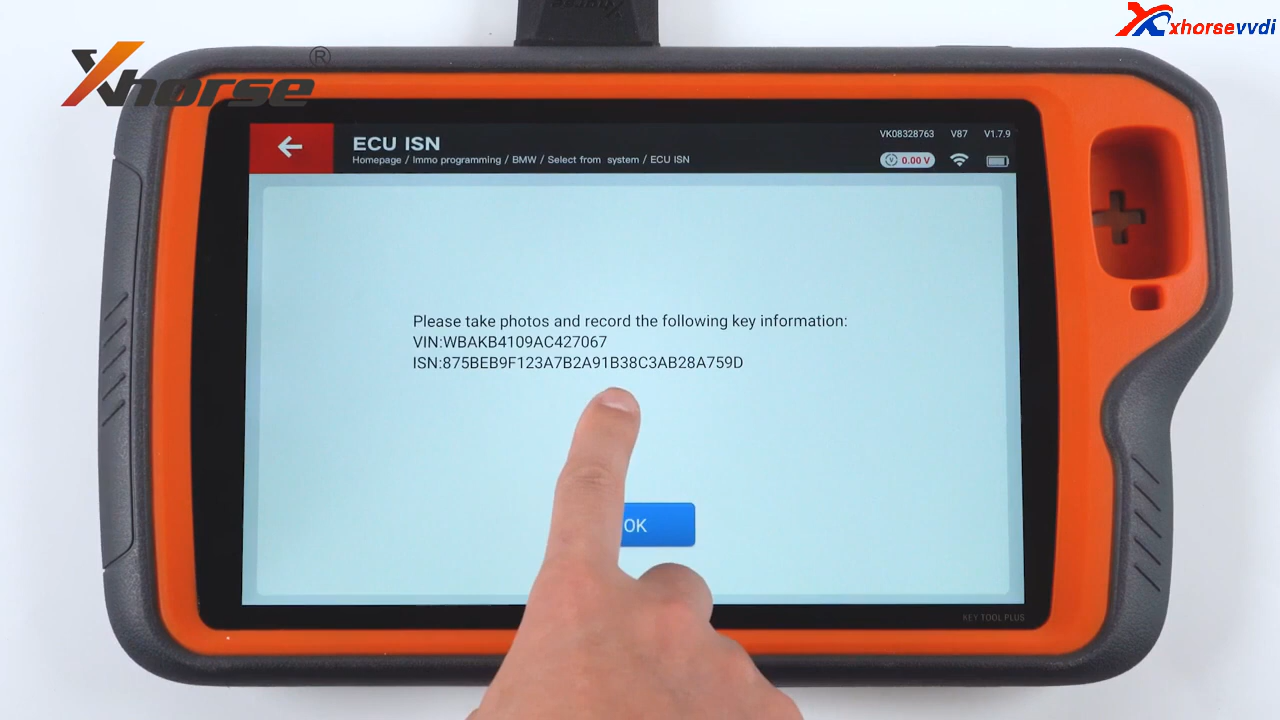 xhorsevvdi
Xhorse®
ECU ISN
Homepage / Immo programming / BMW / Select from system / ECU ISN
VK08328763 V87 V1.7.9
0.00 V
Please take photos and record the following key information:
VIN:WBAKB4109AC427067
ISN:875BEB9F123A7B2A91B38C3AB28A759D
OK
KEY TOOL PLUS